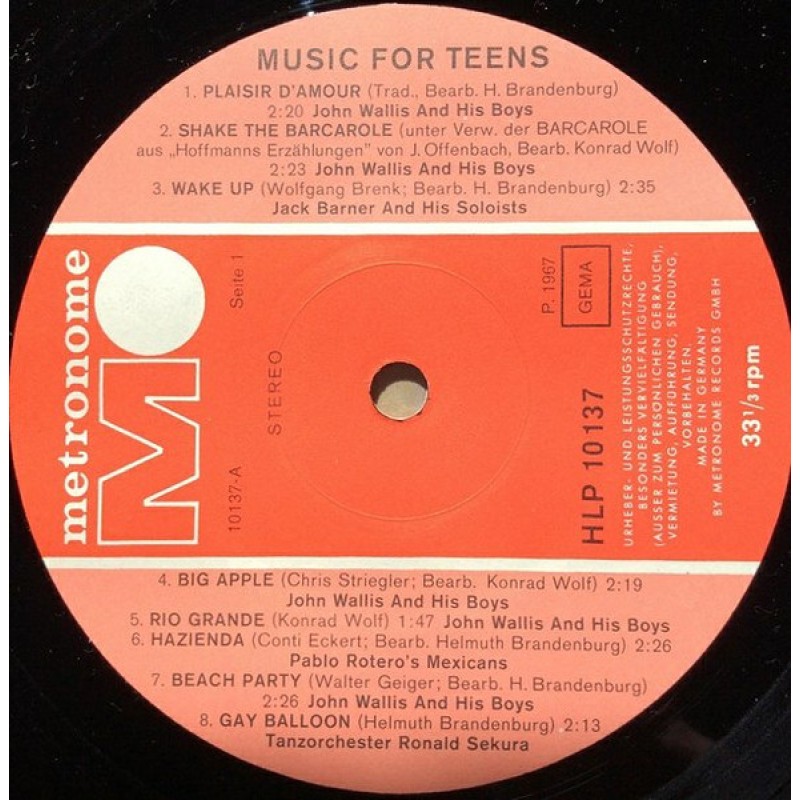 MUSIC FOR TEENS
1. PLAISIR D'AMOUR (Trad., Bearb. H. Brandenburg)
2:20 John Wallis And His Boys
2. SHAKE THE BARCAROLE (unter Verw. der BARCAROLE
aus „Hoffmanns Erzählungen" von J. Offenbach, Bearb. Konrad Wolf)
2:23 John Wallis And His Boys
3. WAKE UP (Wolfgang Brenk; Bearb. H. Brandenburg) 2:35
Jack Barner And His Soloists
metronome
M
10137-A
Seite 1
STEREO
P. 1967
GEMA
HLP 10137
URHEBER- UND LEISTUNGSSCHUTZRECHTE,
BESONDERS VERVIELFÄLTIGUNG
(AUSSER ZUM PERSÖNLICHEN GEBRAUCH),
VERMIETUNG, AUFFÜHRUNG, SENDUNG,
VORBEHALTEN.
MADE IN GERMANY
BY METRONOME RECORDS GMBH
33 1/3 rpm
4. BIG APPLE (Chris Striegler; Bearb. Konrad Wolf) 2:19
John Wallis And His Boys
5. RIO GRANDE (Konrad Wolf) 1:47 John Wallis And His Boys
6. HAZIENDA (Conti Eckert; Bearb. Helmuth Brandenburg) 2:26
Pablo Rotero's Mexicans
7. BEACH PARTY (Walter Geiger; Bearb. H. Brandenburg)
2:26 John Wallis And His Boys
8. GAY BALLOON (Helmuth Brandenburg) 2:13
Tanzorchester Ronald Sekura